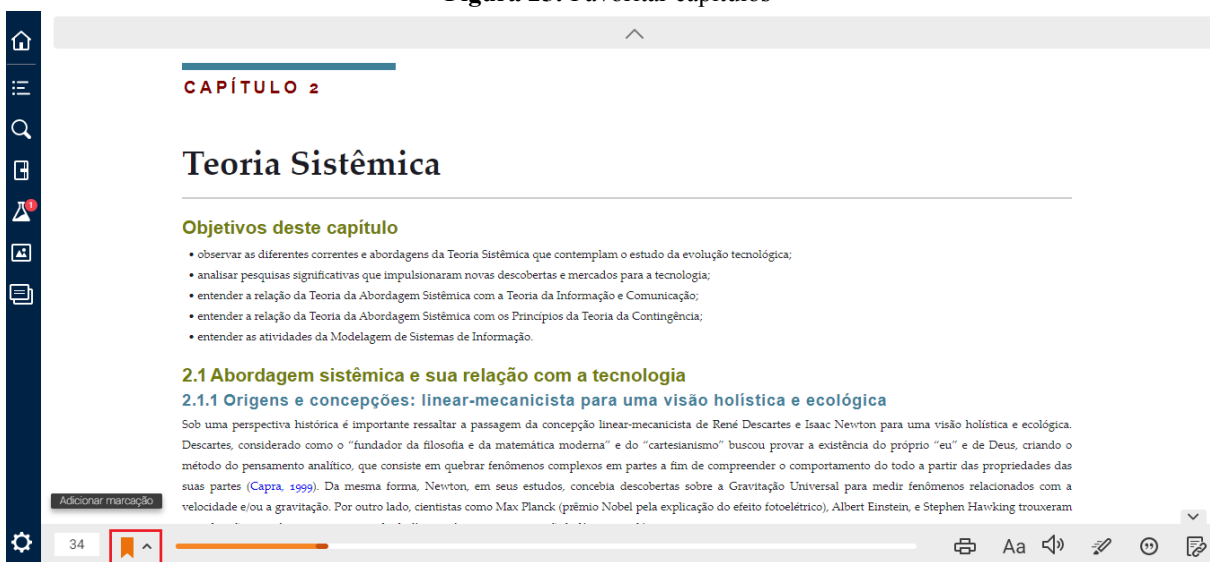 CAPÍTULO 2
Teoria Sistêmica
Objetivos deste capítulo
• observar as diferentes correntes e abordagens da Teoria Sistêmica que contemplam o estudo da evolução tecnológica;
• analisar pesquisas significativas que impulsionaram novas descobertas e mercados para a tecnologia;
• entender a relação da Teoria da Abordagem Sistêmica com a Teoria da Informação e Comunicação;
• entender a relação da Teoria da Abordagem Sistêmica com os Princípios da Teoria da Contingência;
• entender as atividades da Modelagem de Sistemas de Informação.
2.1 Abordagem sistêmica e sua relação com a tecnologia
2.1.1 Origens e concepções: linear-mecanicista para uma visão holística e ecológica
Sob uma perspectiva histórica é importante ressaltar a passagem da concepção linear-mecanicista de René Descartes e Isaac Newton para uma visão holística e ecológica.
Descartes, considerado como o “fundador da filosofia e da matemática moderna” e do “cartesianismo” buscou provar a existência do próprio “eu” e de Deus, criando o
método do pensamento analítico, que consiste em quebrar fenômenos complexos em partes a fim de compreender o comportamento do todo a partir das propriedades das
suas partes (Capra, 1999). Da mesma forma, Newton, em seus estudos, concebia descobertas sobre a Gravitação Universal para medir fenômenos relacionados com a
velocidade e/ou a gravitação. Por outro lado, cientistas como Max Planck (prêmio Nobel pela explicação do efeito fotoelétrico), Albert Einstein, e Stephen Hawking trouxeram
1
Adicionar marcação
34
Aa